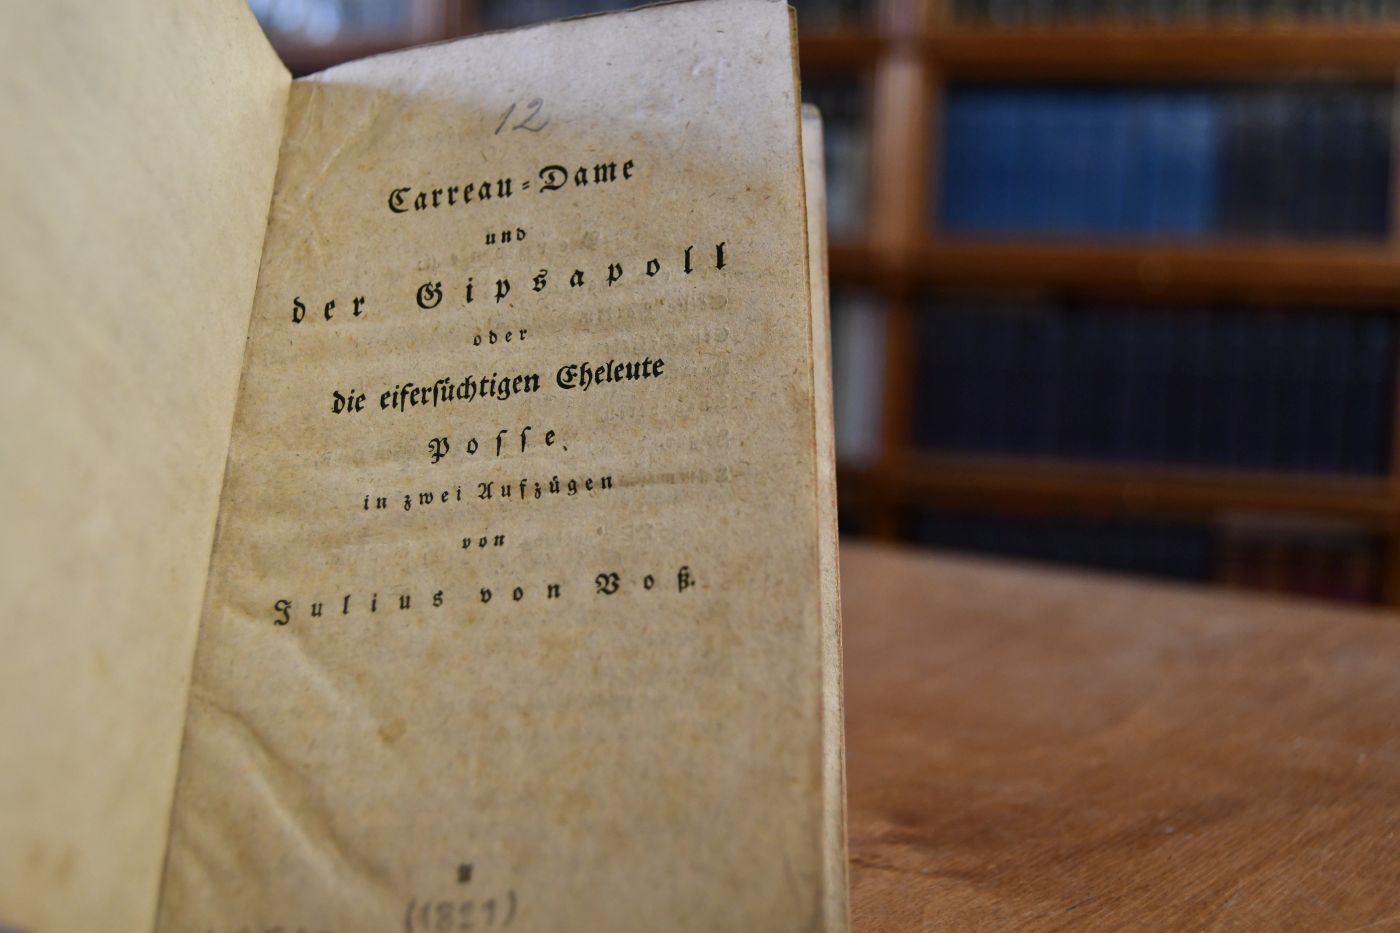 12
Carreau-Dame
und
der Gipsapoll
oder
die eiferſüchtigen Eheleute
Poſſe
in zwei Aufzügen
von
Julius von Voß.
(1821)